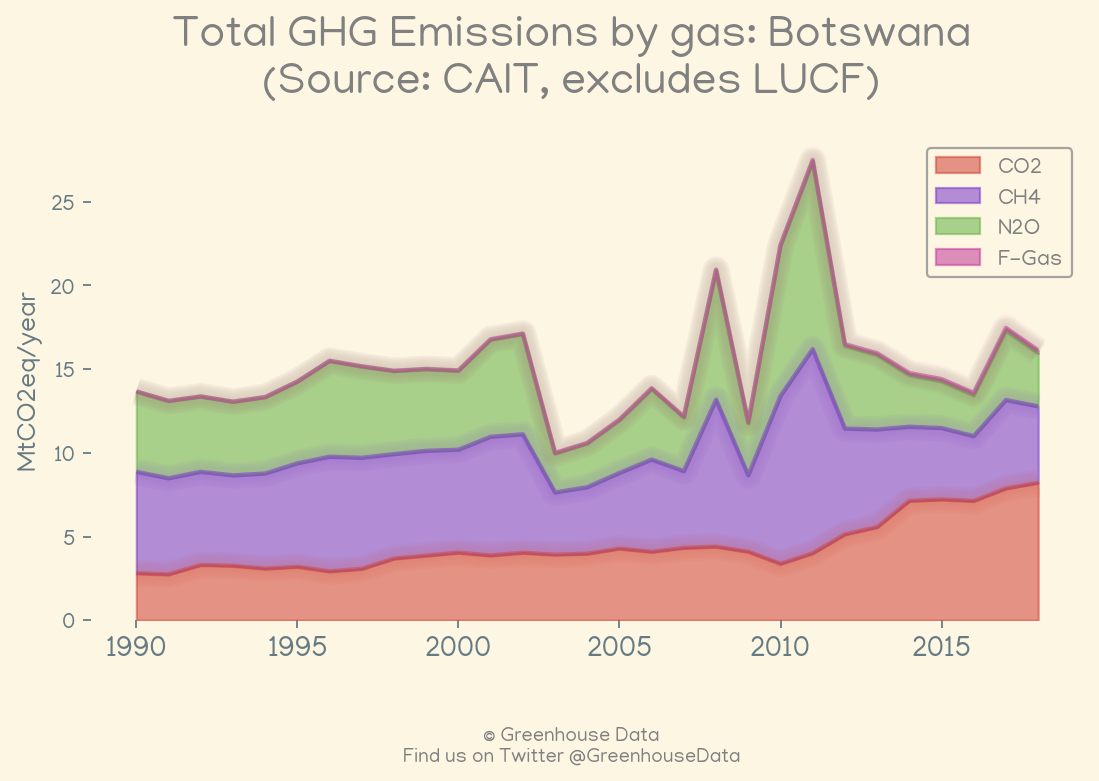 Total GHG Emissions by gas: Botswana
(Source: CAIT, excludes LUCF)
CO2
CH4
N2O
F-Gas
MtCO2eq/year
25
20
15
10
5
0
1990 1995 2000 2005 2010 2015
© Greenhouse Data
Find us on Twitter @GreenhouseData